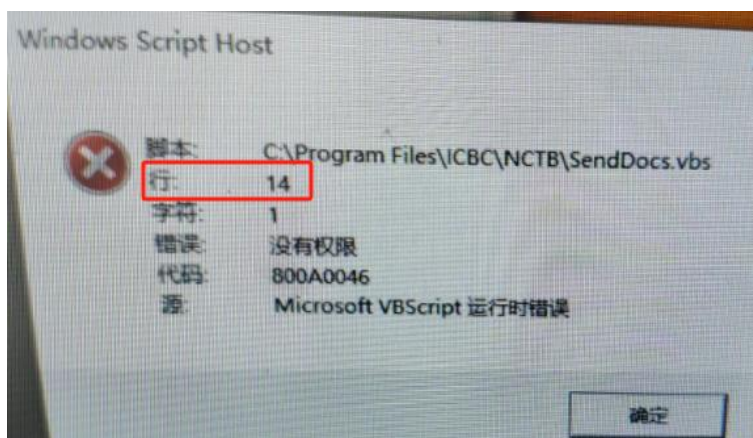 Windows Script Host
脚本: C:\Program Files\ICBC\NCTB\SendDocs.vbs
行: 14
字符: 1
错误: 没有权限
代码: 800A0046
源: Microsoft VBScript 运行时错误
确定